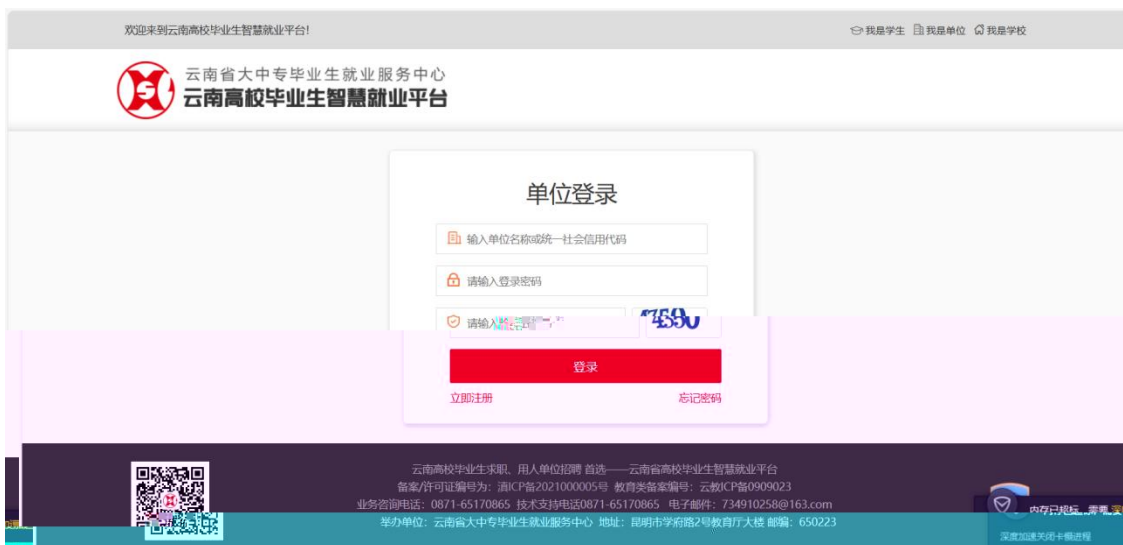 欢迎来到云南高校毕业生智慧就业平台!
我是学生 我是单位 我是学校
云南省大中专毕业生就业服务中心
云南高校毕业生智慧就业平台
单位登录
输入单位名称或统一社会信用代码
请输入登录密码
请输入
登录
立即注册 忘记密码
云南高校毕业生求职、用人单位招聘 首选——云南省高校毕业生智慧就业平台
备案/许可证编号为: 滇ICP备2021000005号 教育类备案编号: 云教ICP备0909023
业务咨询电话: 0871-65170865 技术支持电话0871-65170865 电子邮件: 734910258@163.com
举办单位: 云南省大中专毕业生就业服务中心 地址: 昆明市学府路2号教育厅大楼 邮编: 650223
内存已超标, 需要
深度加速关闭卡慢进程